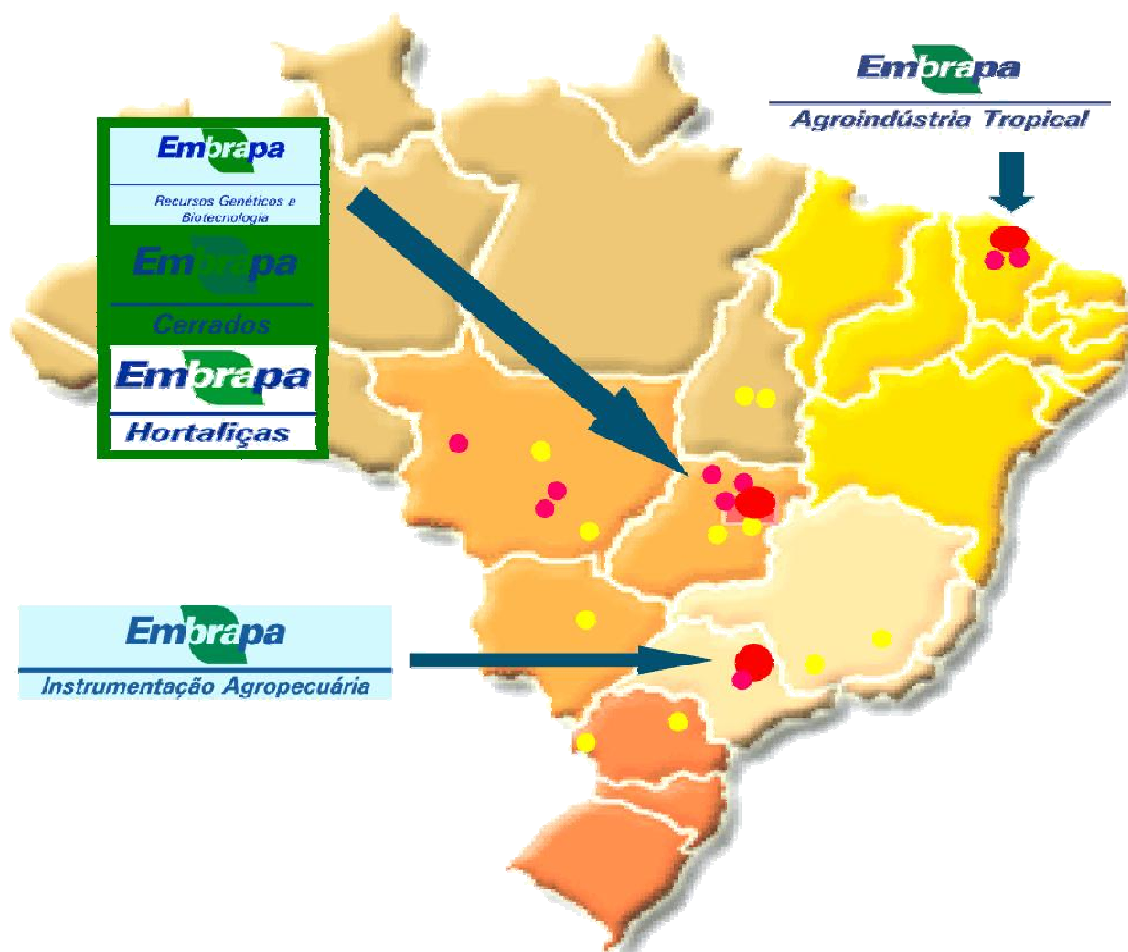 Embrapa
Agroindústria Tropical
Embrapa
Recursos Genéticos e
Biotecnologia
Embrapa
Cerrados
Embrapa
Hortaliças
Embrapa
Instrumentação Agropecuária